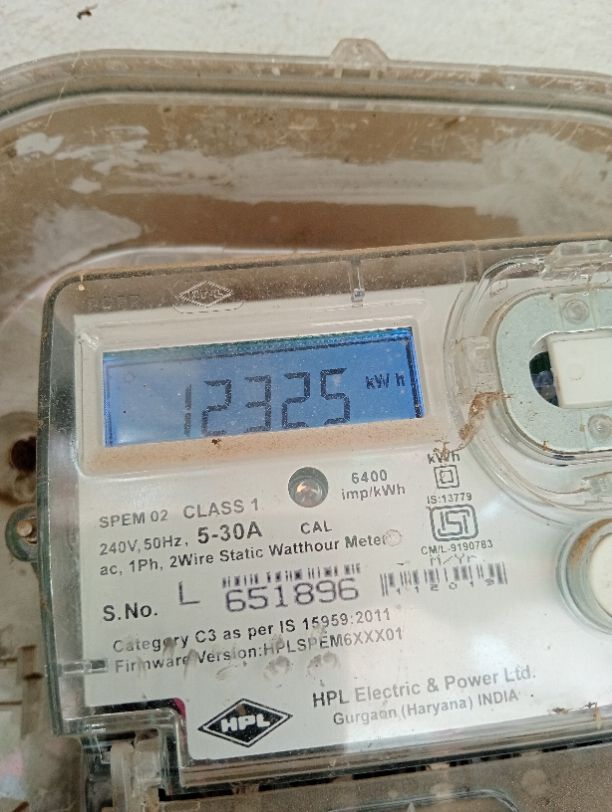 12325 kWh
6400
imp/kWh
kWh
IS:13779
SPEM 02 CLASS 1
240V, 50Hz, 5-30A CAL
ac, 1Ph, 2Wire Static Watthour Meter
CM/L-9190783
M/Yr
S.No. L 651896
112019
Category C3 as per IS 15959:2011
Firmware Version:HPLSPEM6XXX01
HPL Electric & Power Ltd.
Gurgaon (Haryana) INDIA
HPL